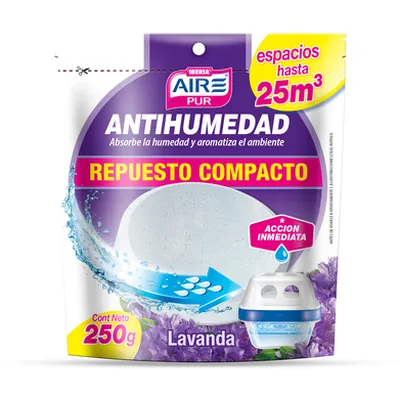 espacios
hasta
25m³
IBERIA
AIRE
PUR
ANTIHUMEDAD
Absorbe la humedad y aromatiza el ambiente
REPUESTO COMPACTO
*
ACCION
INMEDIATA
Cont Neto
250g
Lavanda